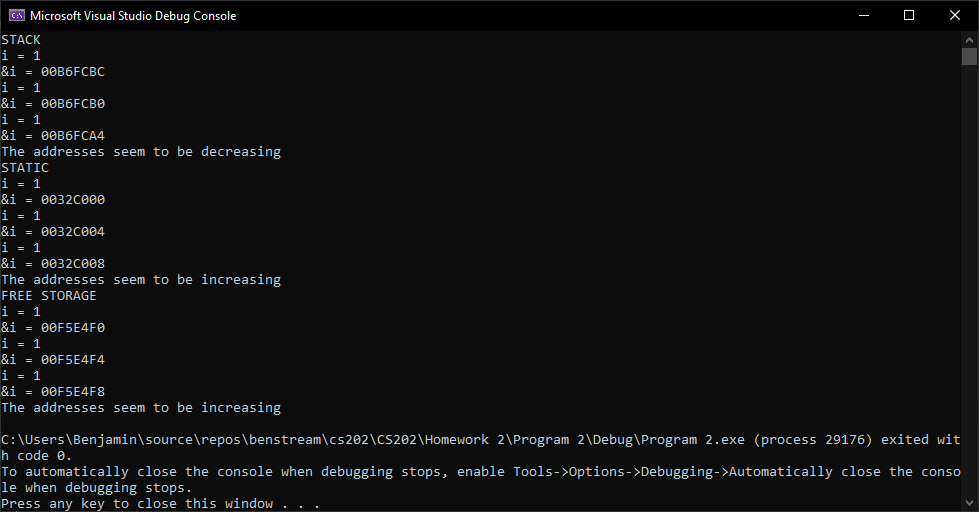 Microsoft Visual Studio Debug Console
STACK
i = 1
&i = 00B6FCBC
i = 1
&i = 00B6FCB0
i = 1
&i = 00B6FCA4
The addresses seem to be decreasing
STATIC
i = 1
&i = 0032C000
i = 1
&i = 0032C004
i = 1
&i = 0032C008
The addresses seem to be increasing
FREE STORAGE
i = 1
&i = 00F5E4F0
i = 1
&i = 00F5E4F4
i = 1
&i = 00F5E4F8
The addresses seem to be increasing
C:\Users\Benjamin\source\repos\benstream\cs202\CS202\Homework 2\Program 2\Debug\Program 2.exe (process 29176) exited wit
h code 0.
To automatically close the console when debugging stops, enable Tools->Options->Debugging->Automatically close the conso
le when debugging stops.
Press any key to close this window . . .